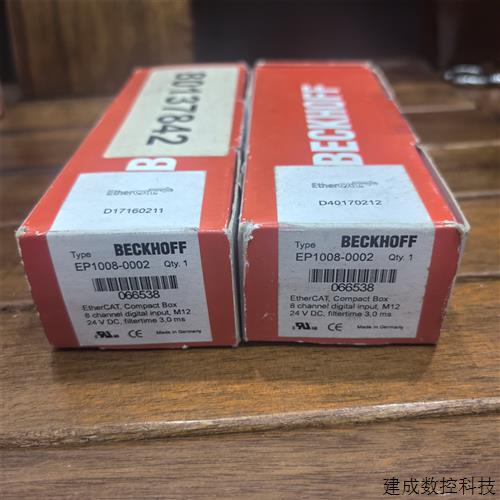 80137842
B
EtherCAT
D17160211
Type
BECKHOFF
EP1008-0002
Qty. 1
066538
EtherCAT, Compact Box
8 channel digital input, M12
24 V DC, filtertime 3,0 ms
Made in Germany
BECKHOFF
EtherCAT
D40170212
Type
BECKHOFF
EP1008-0002
Qty. 1
066538
EtherCAT, Compact Box
8 channel digital input, M12
24 V DC, filtertime 3,0 ms
Made in Germany
建成数控科技